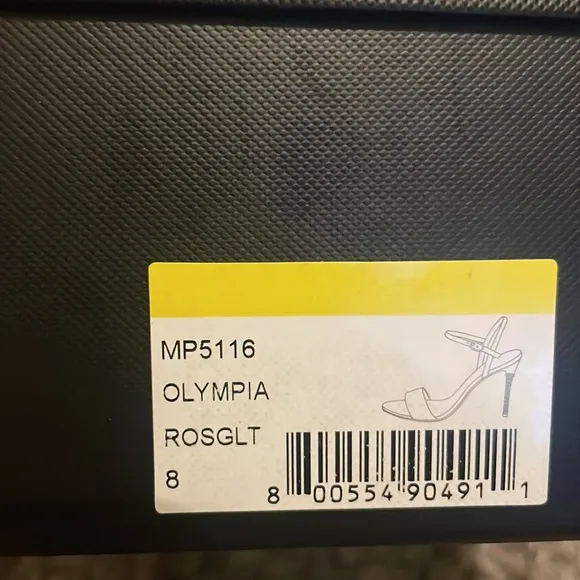 MP5116
OLYMPIA
ROSGLT
8
8 00554 90491 1